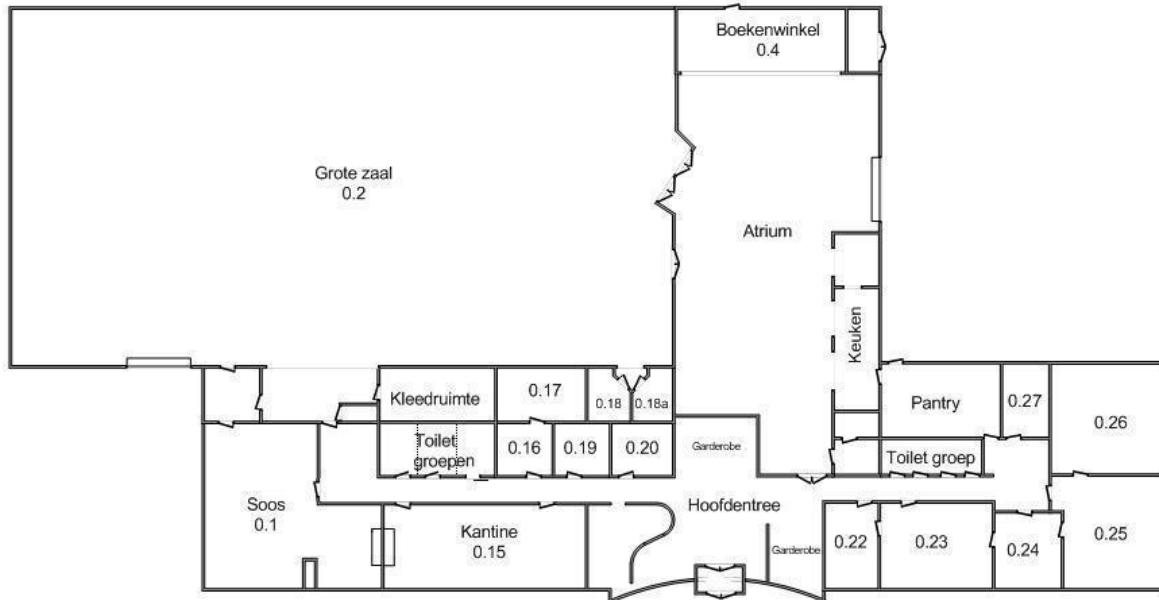 Boekenwinkel
0.4
Grote zaal
0.2
Atrium
Keuken
Kleedruimte
0.17
0.18
0.18a
Pantry
0.27
0.26
Toilet
groepen
0.16
0.19
0.20
Garderobe
Toilet groep
Soos
0.1
Kantine
0.15
Hoofdentree
Garderobe
0.22
0.23
0.24
0.25